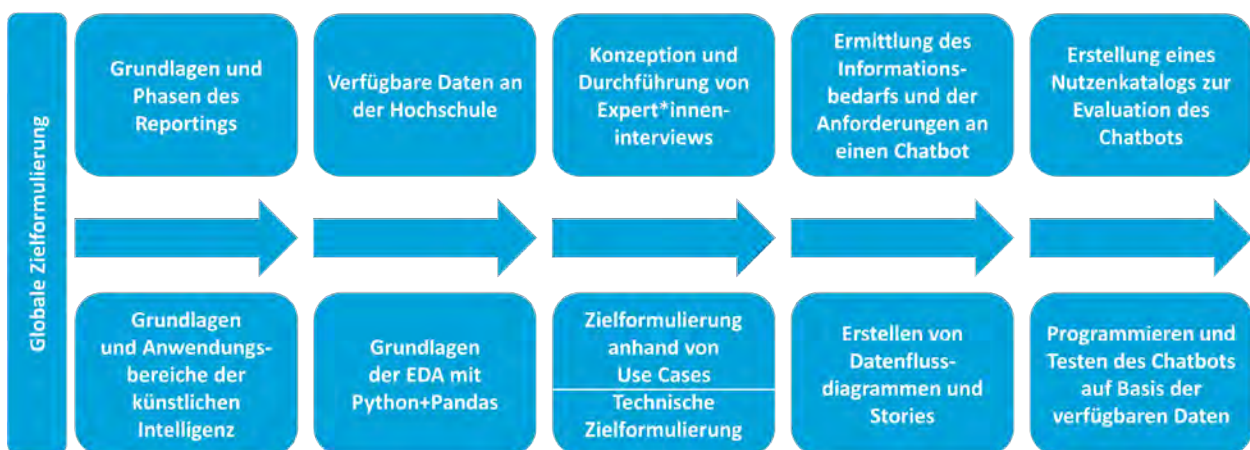 Globale Zielformulierung
Grundlagen und
Phasen des
Reportings
Verfügbare Daten an
der Hochschule
Konzeption und
Durchführung von
Expert*innen-
interviews
Ermittlung des
Informations-
bedarfs und der
Anforderungen an
einen Chatbot
Erstellung eines
Nutzenkatalogs zur
Evaluation des
Chatbots
Grundlagen
und Anwendungs-
bereiche der
künstlichen
Intelligenz
Grundlagen
der EDA mit
Python+Pandas
Zielformulierung
anhand von
Use Cases
Technische
Zielformulierung
Erstellen von
Datenfluss-
diagrammen und
Stories
Programmieren und
Testen des Chatbots
auf Basis der
verfügbaren Daten